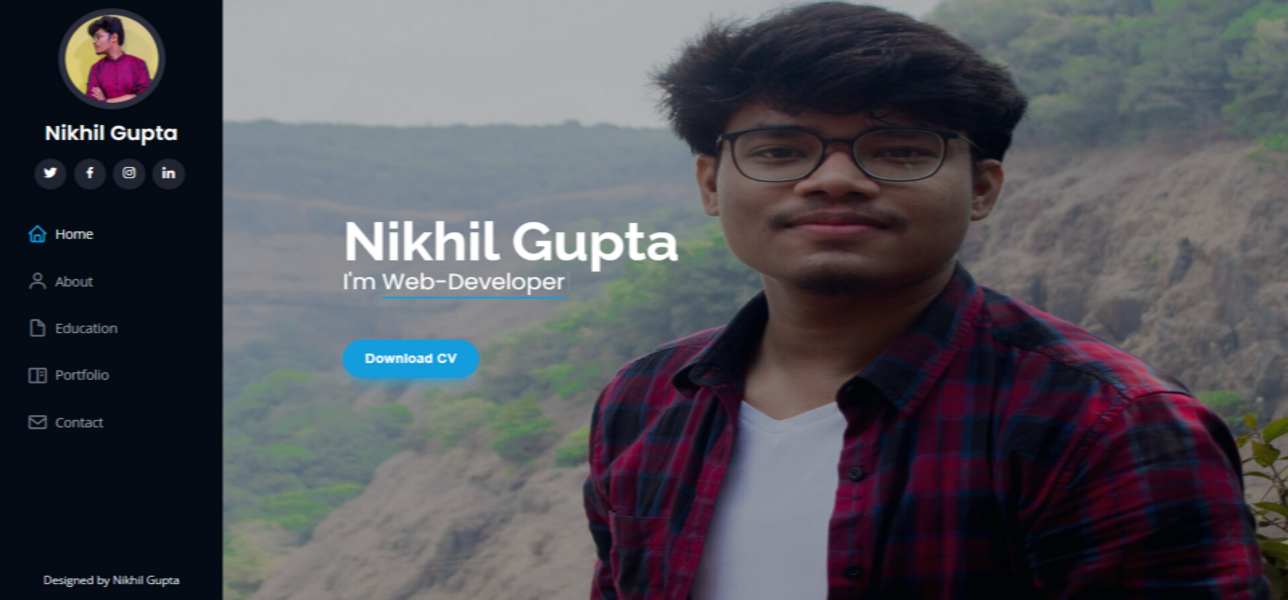 Nikhil Gupta
Home
About
Education
Portfolio
Contact
Designed by Nikhil Gupta
Nikhil Gupta
I'm Web-Developer
Download CV